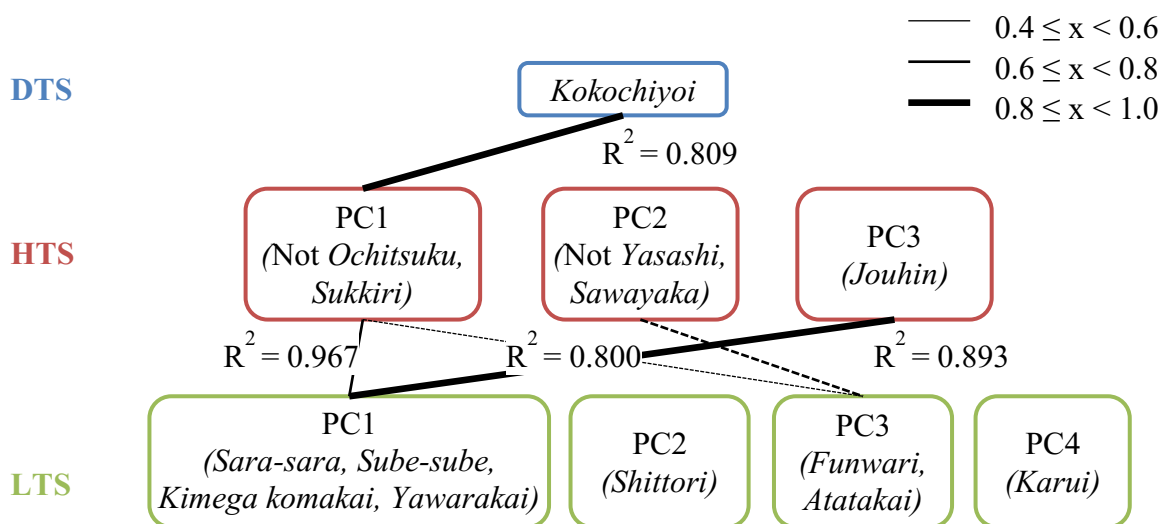 0.4 ≤ x < 0.6
0.6 ≤ x < 0.8
0.8 ≤ x < 1.0
DTS
Kokochiyoi
R² = 0.809
HTS
PC1
(Not Ochitsuku,
Sukkiri)
PC2
(Not Yasashi,
Sawayaka)
PC3
(Jouhin)
R² = 0.967
R² = 0.800
R² = 0.893
LTS
PC1
(Sara-sara, Sube-sube,
Kimega komakai, Yawarakai)
PC2
(Shittori)
PC3
(Funwari,
Atatakai)
PC4
(Karui)